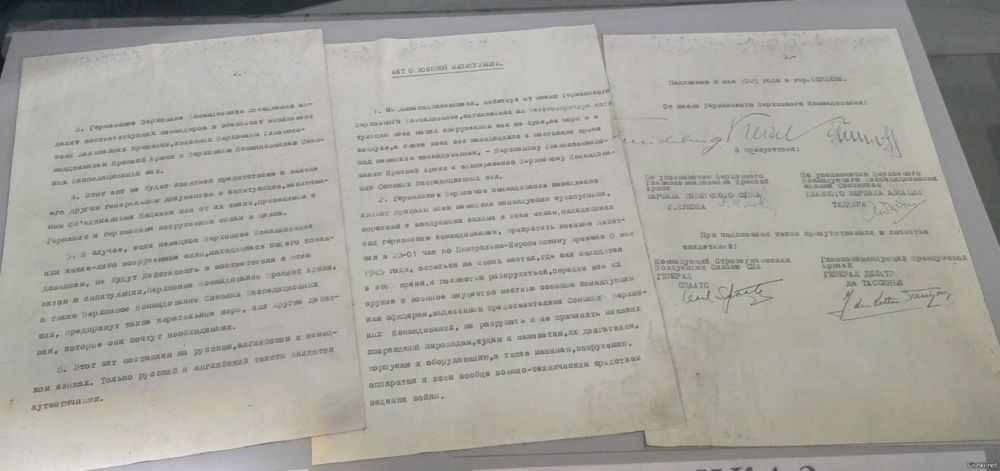 2.-
3. Германское Верховное Командование немедленно вы-
делит соответствующих командиров и обеспечит выполнение
всех дальнейших приказов, изданных Верховным Главноко-
мандованием Красной Армии и Верховным Командованием Союз-
ных Экспедиционных сил.
4. Этот акт не будет являться препятствием к замене
его другим генеральным документом о капитуляции, заключен-
ным об'единенными нациями или от их имени, применимым к
Германии и германским вооруженным силам в целом.
5. В случае, если немецкое Верховное Командование
или какие-либо вооруженные силы, находящиеся под его коман-
дованием, не будут действовать в соответствии с этим
актом о капитуляции, Верховное Командование Красной Армии,
а также Верховное Командование Союзных Экспедиционных
сил, предпримут такие карательные меры, или другие дейст-
вия, которые они сочтут необходимыми.
6. Этот акт составлен на русском, английском и немец-
ком языках. Только русский и английский тексты являются
аутентичными.
АКТ О ВОЕННОЙ КАПИТУЛЯЦИИ.
1. Мы, нижеподписавшиеся, действуя от имени Германского
Верховного Командования, соглашаемся на безоговорочную капи-
туляцию всех наших вооруженных сил на суше, на море и в
воздухе, а также всех сил находящихся в настоящее время
под немецким командованием, - Верховному Главнокомандо-
ванию Красной Армии и одновременно Верховному Командова-
нию Союзных Экспедиционных сил.
2. Германское Верховное командование немедленно
издаст приказы всем немецким командующим сухопутными,
морскими и воздушными силами и всем силам, находящимся
под германским командованием, прекратить военные дейст-
вия в 23-01 час по Центрально-Европейскому времени 8 мая
1945 года, остаться на своих местах, где они находятся
в это время, и полностью разоружиться, передав все их
оружие и военное имущество местным союзным командующим
или офицерам, выделенным представителями Союзных Верхов-
ных Командований, не разрушать и не причинять никаких
повреждений пароходам, судам и самолетам, их двигателям,
корпусам и оборудованию, а также машинам, вооружению,
аппаратам и всем вообще военно-техническим средствам
ведения войны.
3.-
Подписано 8 мая 1945 года в гор. БЕРЛИНЕ.
От имени Германского Верховного Командования:
Keitel
В присутствии:
По уполномочию Верховного
Главнокомандования Красной
Армии
МАРШАЛА СОВЕТСКОГО СОЮЗА
Г.ЖУКОВА
По уполномочию Верховного
Командующего Экспедиционными
силами Союзников
ГЛАВНОГО МАРШАЛА АВИАЦИИ
ТЕДДЕРА
При подписании также присутствовали в качестве
свидетелей:
Командующий Стратегическими
Воздушными Силами США
ГЕНЕРАЛ
СПААТС
Главнокомандующий Французской
Армией
ГЕНЕРАЛ ДЕЛАТР
ДЕ ТАССИНЬИ
Fishki.net